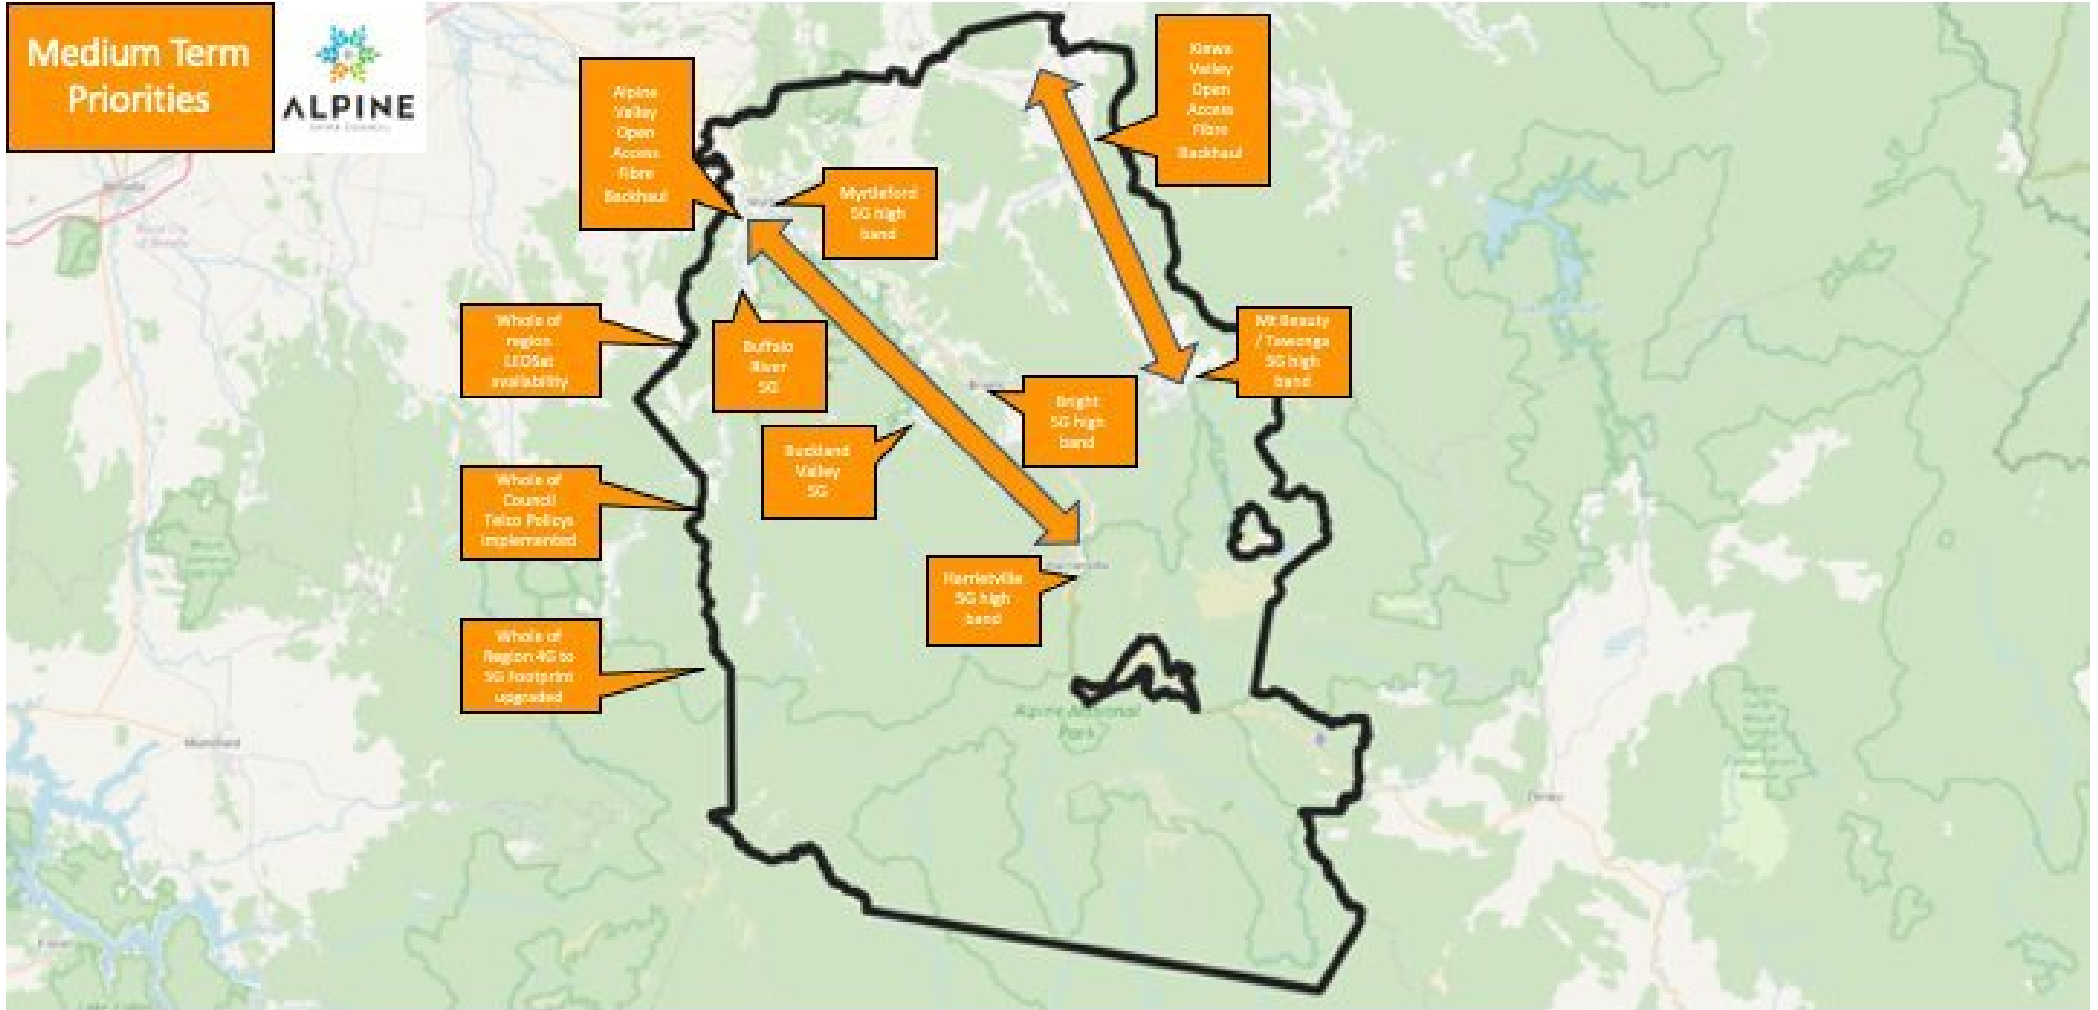 Medium Term
Priorities
ALPINE
Alpine
Valley
Open
Access
Fibre
Backhaul
Kiewa
Valley
Open
Access
Fibre
Backhaul
Myrtleford
5G high
band
Whole of
region
LEOSat
availability
Buffalo
River
5G
Mt Beauty
/ Tawonga
5G high
band
Bright
5G high
band
Buckland
Valley
5G
Whole of
Council
Telco Policys
implemented
Harrietville
5G high
band
Whole of
Region 4G to
5G Footprint
upgraded
Alpine National
Park
Mansfield
Omeo